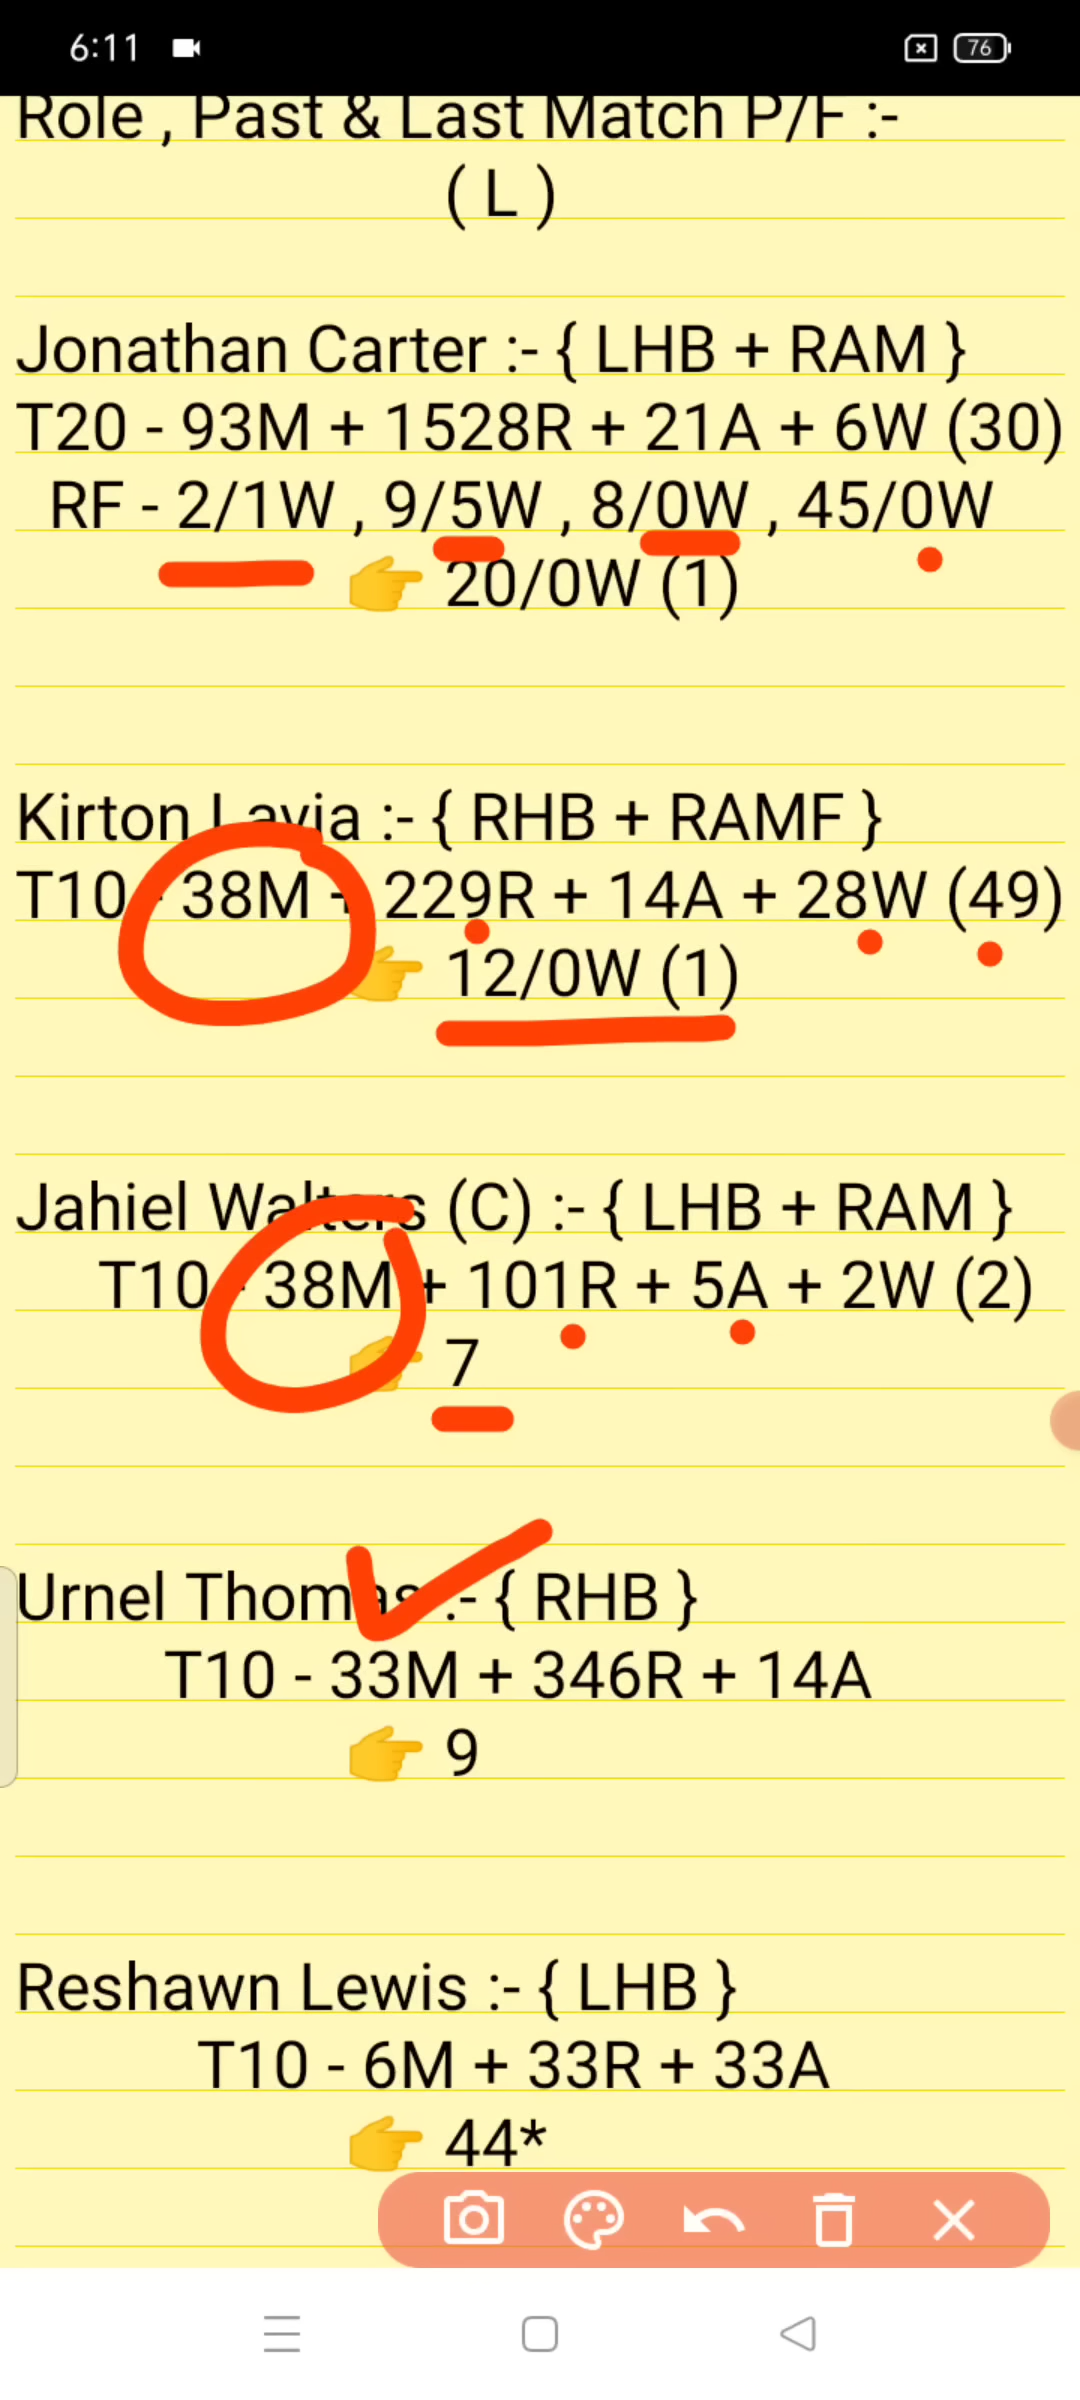 6:11
76
Role , Past & Last Match P/F :-
( L )
Jonathan Carter :- { LHB + RAM }
T20 - 93M + 1528R + 21A + 6W (30)
RF - 2/1W , 9/5W , 8/0W , 45/0W
👉 20/0W (1)
Kirton Lavia :- { RHB + RAMF }
T10 - 38M + 229R + 14A + 28W (49)
👉 12/0W (1)
Jahiel Walters (C) :- { LHB + RAM }
T10 - 38M + 101R + 5A + 2W (2)
👉 7
Urnel Thomas :- { RHB }
T10 - 33M + 346R + 14A
👉 9
Reshawn Lewis :- { LHB }
T10 - 6M + 33R + 33A
👉 44*